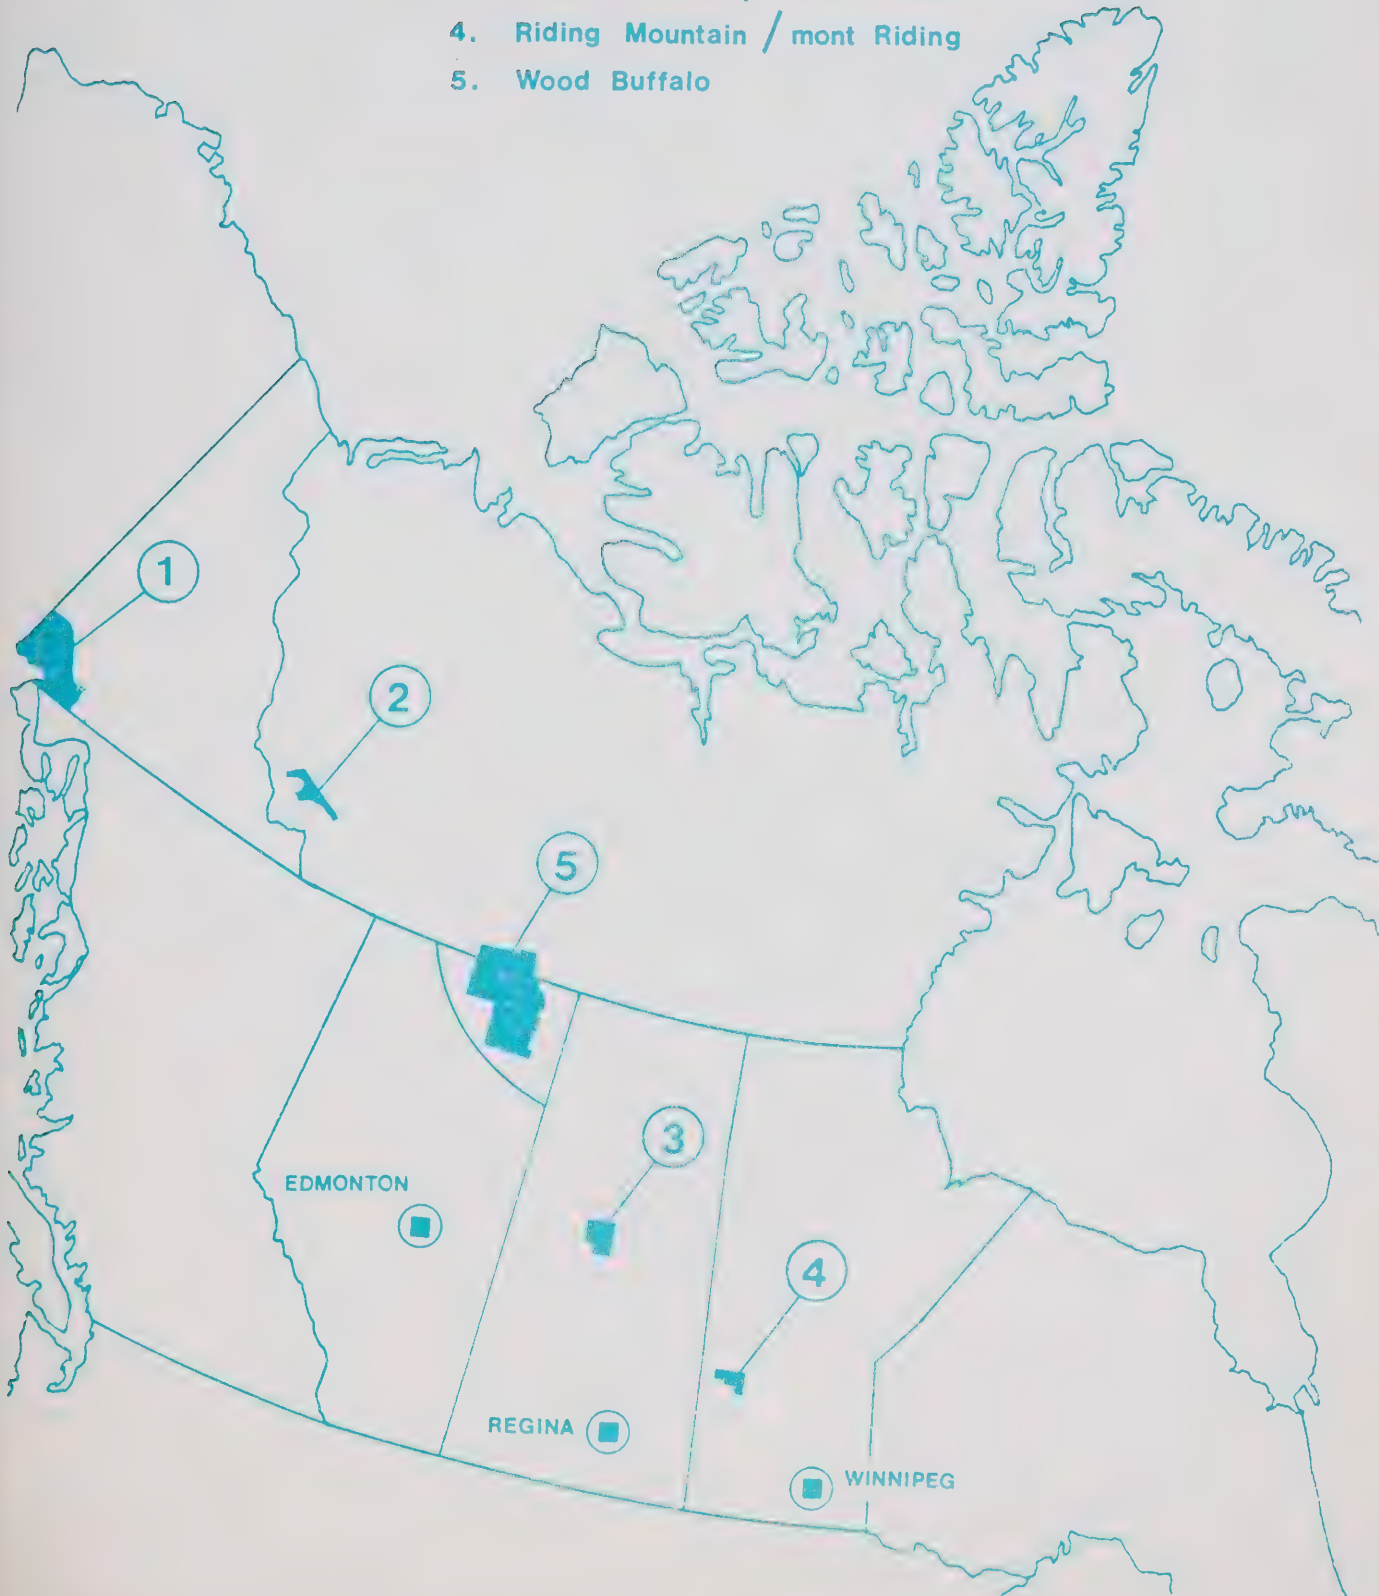 4. Riding Mountain / mont Riding
5. Wood Buffalo
1
2
5
3
EDMONTON
4
REGINA
WINNIPEG